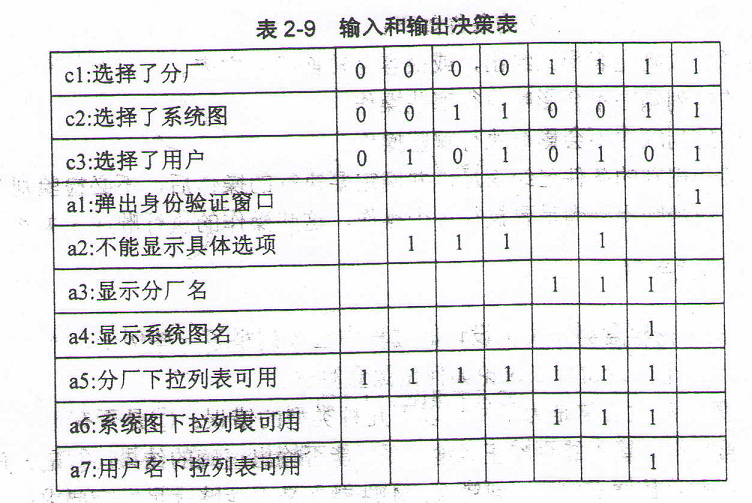 表 2-9 输入和输出决策表
c1:选择了分厂 0 0 0 0 1 1 1 1
c2:选择了系统图 0 0 1 1 0 0 1 1
c3:选择了用户 0 1 0 1 0 1 0 1
a1:弹出身份验证窗口 1
a2:不能显示具体选项 1 1 1 1
a3:显示分厂名 1 1 1
a4:显示系统图名 1
a5:分厂下拉列表可用 1 1 1 1 1 1 1
a6:系统图下拉列表可用 1 1 1
a7:用户名下拉列表可用 1